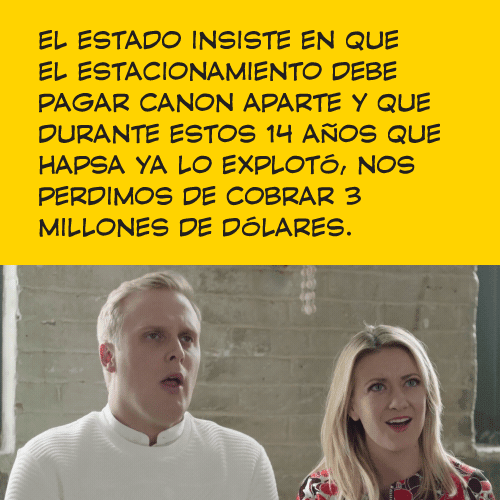 EL ESTADO INSISTE EN QUE
EL ESTACIONAMIENTO DEBE
PAGAR CANON APARTE Y QUE
DURANTE ESTOS 14 AÑOS QUE
HAPSA YA LO EXPLOTÓ, NOS
PERDIMOS DE COBRAR 3
MILLONES DE DÓLARES.